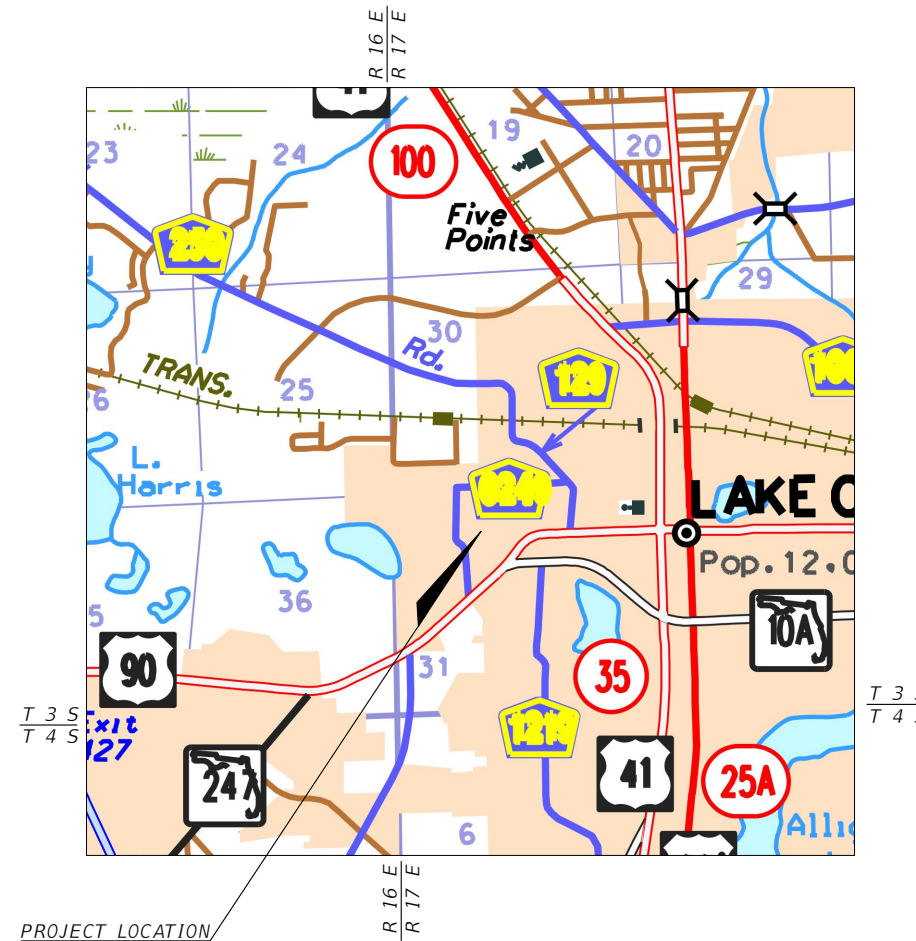 R 16 E
R 17 E
23
24
19
20
100
Five
Points
29
30
Rd.
TRANS.
25
129
L.
Harris
LAKE C
Pop. 12,0
36
10A
90
31
35
T 3 S
T 4 S
Exit
127
T 3
T 4
247
41
25A
6
Allig
R 16 E
R 17 E
PROJECT LOCATION